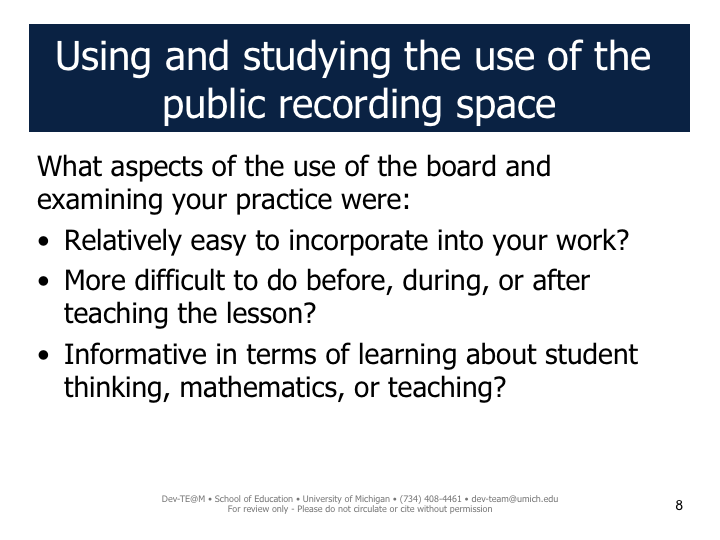 Using and studying the use of the
public recording space
What aspects of the use of the board and
examining your practice were:
• Relatively easy to incorporate into your work?
• More difficult to do before, during, or after
teaching the lesson?
• Informative in terms of learning about student
thinking, mathematics, or teaching?
Dev-TE@M • School of Education • University of Michigan • (734) 408-4461 • dev-team@umich.edu
For review only - Please do not circulate or cite without permission
8